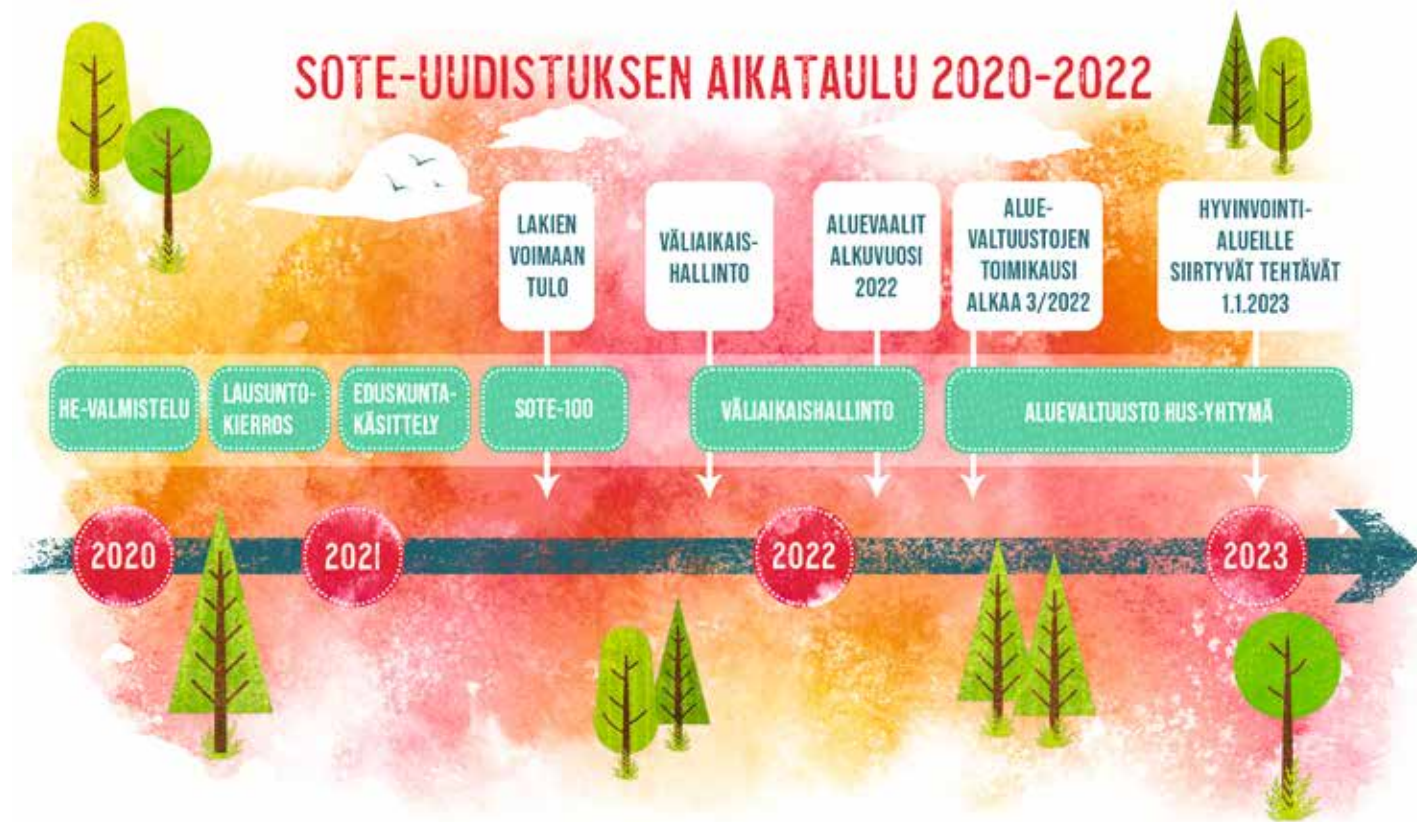 SOTE-UUDISTUKSEN AIKATAULU 2020-2022
LAKIEN
VOIMAAN
TULO
VÄLIAIKAIS-
HALLINTO
ALUEVAALIT
ALKUVUOSI
2022
ALUE-
VALTUUSTOJEN
TOIMIKAUSI
ALKAA 3/2022
HYVINVOINTI-
ALUEILLE
SIIRTYVÄT TEHTÄVÄT
1.1.2023
HE-VALMISTELU
LAUSUNTO-
KIERROS
EDUSKUNTA-
KÄSITTELY
SOTE-100
VÄLIAIKAISHALLINTO
ALUEVALTUUSTO HUS-YHTYMÄ
2020
2021
2022
2023